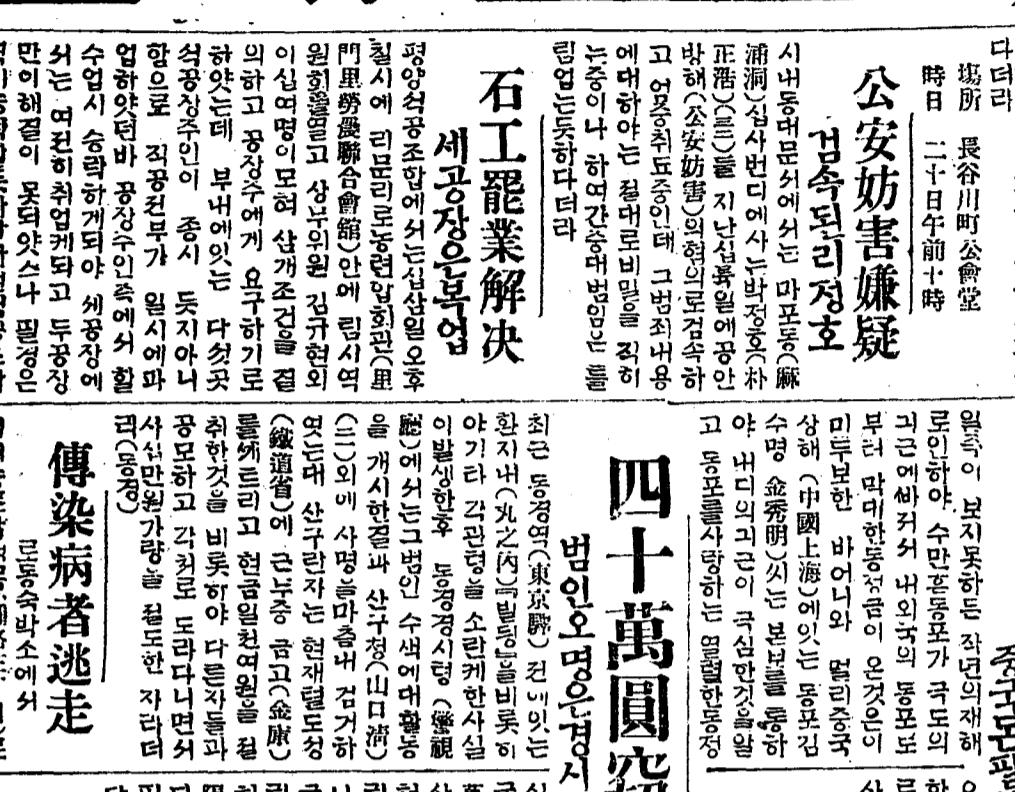 다더라
塲所 長谷川町公會堂
時日 二十日午前十時
公安妨害嫌疑
검속된리정호
시내동대문서에서는 마포동(麻
浦洞)십사번디에사는박정호(朴
正浩)(三一)를 지난십륙일에공안
방해(公安妨害)의혐의로검속하
고 엄중취됴중인대 그범죄내용
에대하야는 절대로비밀을 직히
는중이나 하여간중대범임은 틀
림업는듯하다더라
石工罷業解决
세공장은복업
평양석공조합에서는십삼일오후
칠시에 리문리로농련합회관(里
門里勞農聯合會館)안에 림시역
원회를열고 상무위원 김규현외
이십여명이모혀 삼개조건을 결
의하고 공장주에게 요구하기로
하얏는데 부내에잇는 다섯곳
석공장주인이 종시 듯지아니
함으로 직공전부가 일시에파
업하얏던바 공장주인즉에서 할
수업시 승락하게되야 세공장에
서는 여전히취업케되고 두공장
만이해결이 못되얏스나 필경은
일즉이 보지못하든 작년의재해
로인하야 수만흔동포가 극도의
긔근에빠저서 내외국의 동포로
부터 막대한동정금이 온것은이
미루보한 바어니와 멀리중국
상해(中國上海)에잇는 동포김
수명(金秀明)씨는 본보를 통하
야 내디의긔근이 극심한것을알
고 동포를사랑하는 열렬한동정
四十萬圓窃
범인오명은경시
최근 동경역(東京驛) 전에잇는
환지내(丸之內)『삘딍』을비롯히
야기타 각관텽을 소란케한사실
이발생한후 동경경시텽(警視
廳)에서는그범인 수색에대활동
을 개시한결과 산구청(山口淸)
(二一)외에 사명을마츰내 검거하
엿는대 산구란자는 현재텰도성
(鐵道省)에 근무중 금고(金庫)
를깨트리고 현금일천여원을 절
취한것을 비롯하야 다른자들과
공모하고 각처로 도라다니면서
사십만원가량을 절도한 자라더
라(동경)
傳染病者逃走
로동숙박소에서